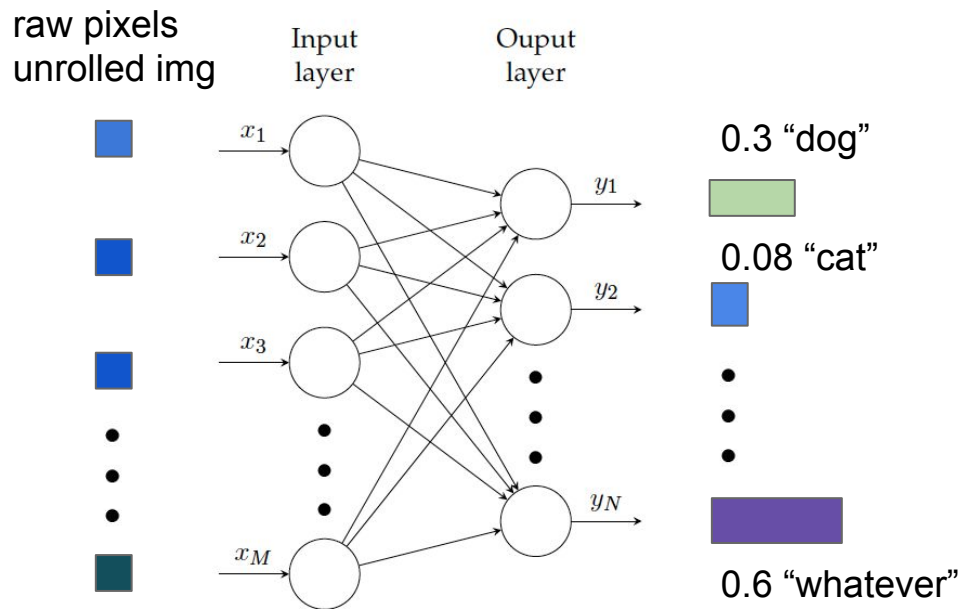 raw pixels
unrolled img
Input
layer
Ouput
layer
x1
x2
x3
xM
y1
y2
yN
0.3 “dog”
0.08 “cat”
0.6 “whatever”